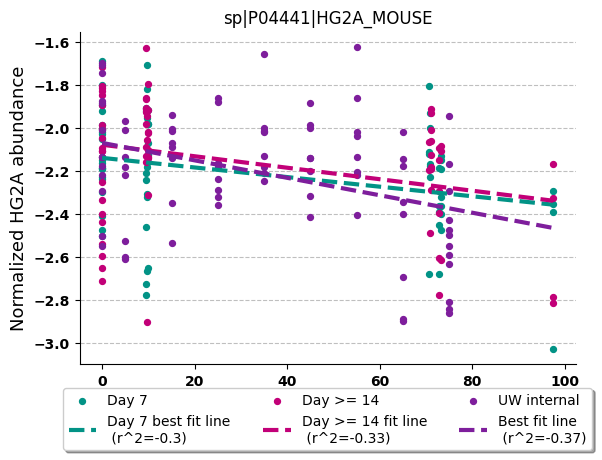 sp|P04441|HG2A_MOUSE
Normalized HG2A abundance
−1.6
−1.8
−2.0
−2.2
−2.4
−2.6
−2.8
−3.0
0 20 40 60 80 100
Day 7
Day 7 best fit line
(r^2=-0.3)
Day >= 14
Day >= 14 fit line
(r^2=-0.33)
UW internal
Best fit line
(r^2=-0.37)